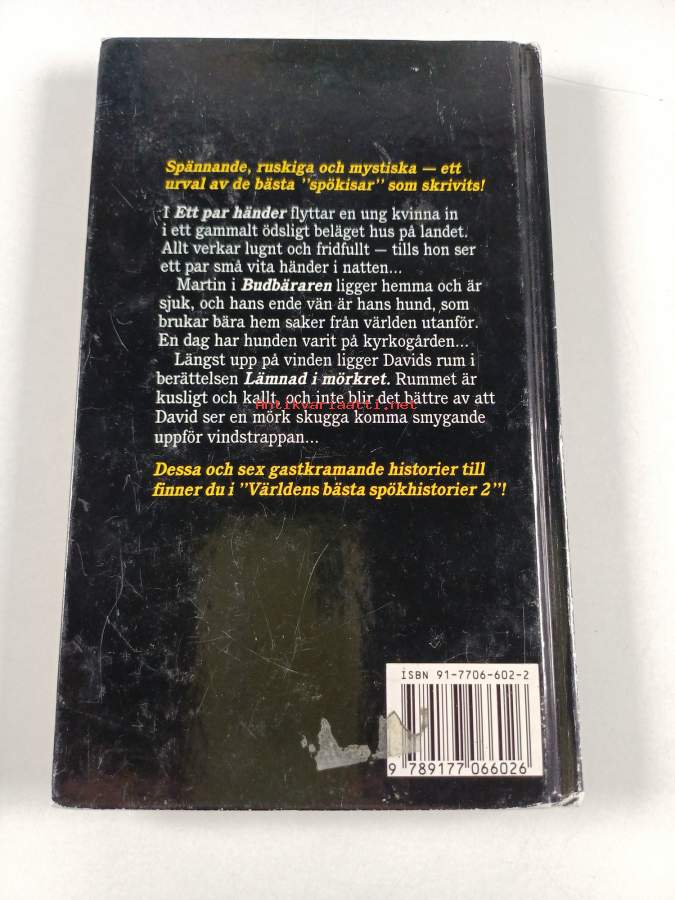 Spännande, ruskiga och mystiska — ett
urval av de bästa ”spökisar” som skrivits!
I Ett par händer flyttar en ung kvinna in
i ett gammalt ödsligt beläget hus på landet.
Allt verkar lugnt och fridfullt — tills hon ser
ett par små vita händer i natten...
Martin i Budbäraren ligger hemma och är
sjuk, och hans ende vän är hans hund, som
brukar bära hem saker från världen utanför.
En dag har hunden varit på kyrkogården...
Längst upp på vinden ligger Davids rum i
berättelsen Lämnad i mörkret. Rummet är
kusligt och kallt, och inte blir det bättre av att
Antikvariaatti.net
David ser en mörk skugga komma smygande
uppför vindstrappan...
Dessa och sex gastkramande historier till
finner du i ”Världens bästa spökhistorier 2”!
ISBN 91-7706-602-2
9 789177 066026